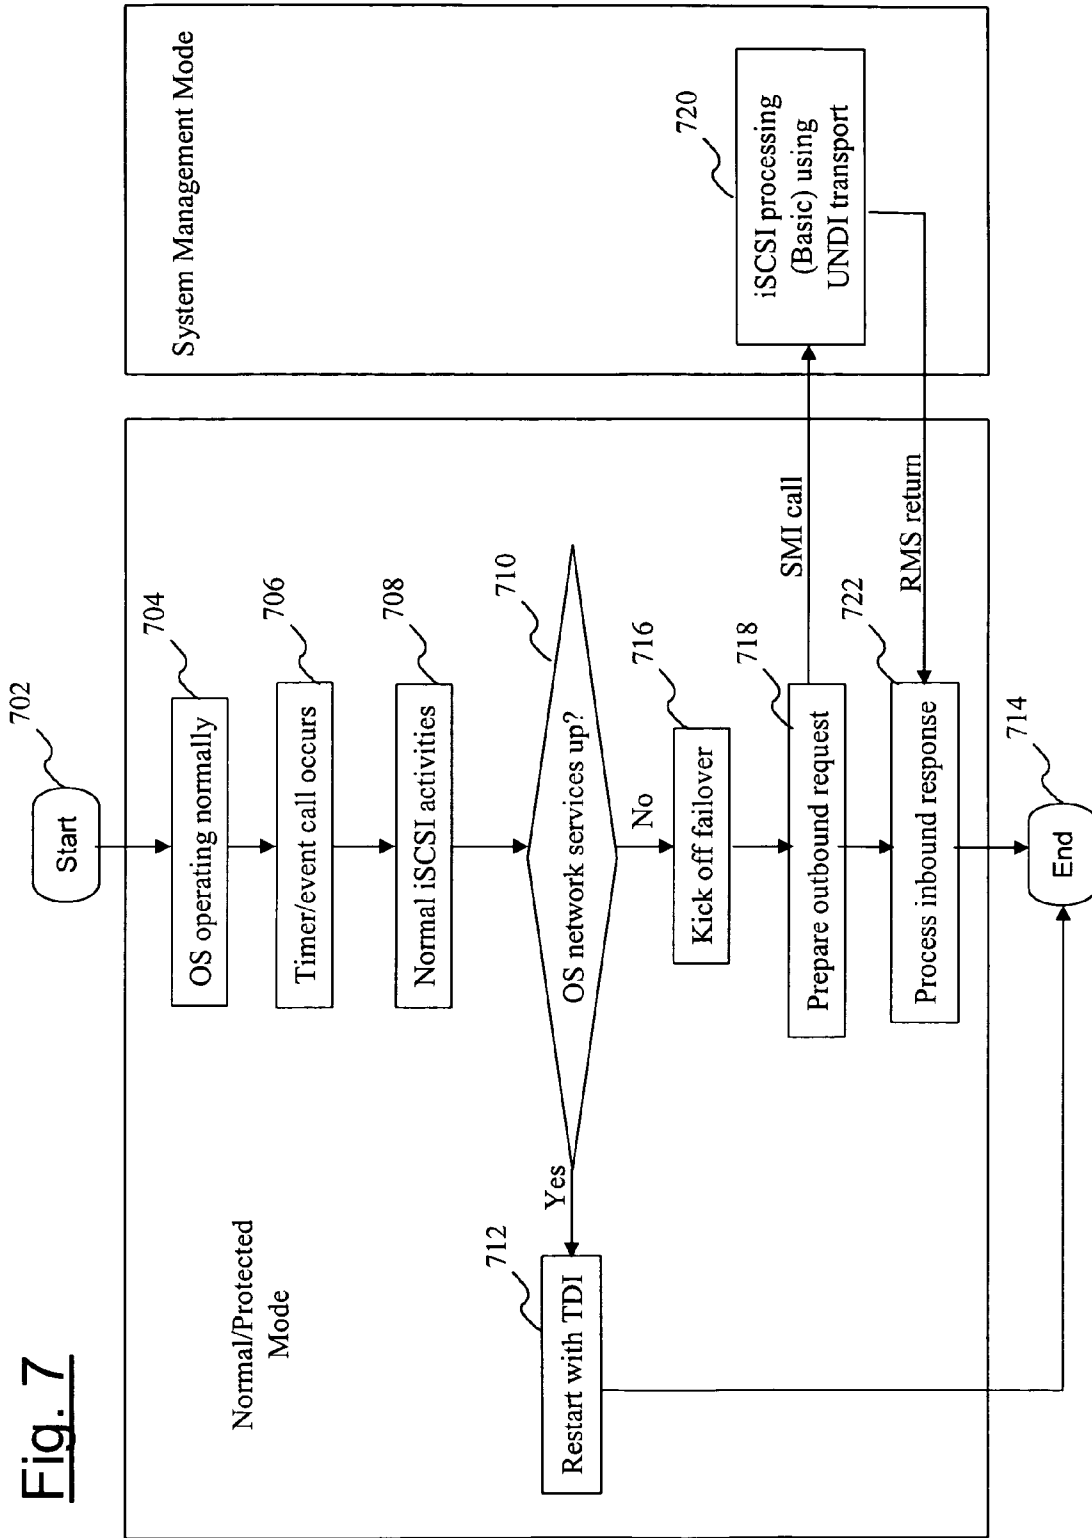 Fig. 7
Start
702
Normal/Protected
Mode
System Management Mode
OS operating normally
704
Timer/event call occurs
706
Normal iSCSI activities
708
OS network services up?
710
Yes
No
Restart with TDI
712
Kick off failover
716
Prepare outbound request
718
SMI call
iSCSI processing
(Basic) using
UNDI transport
720
RMS return
Process inbound response
722
End
714